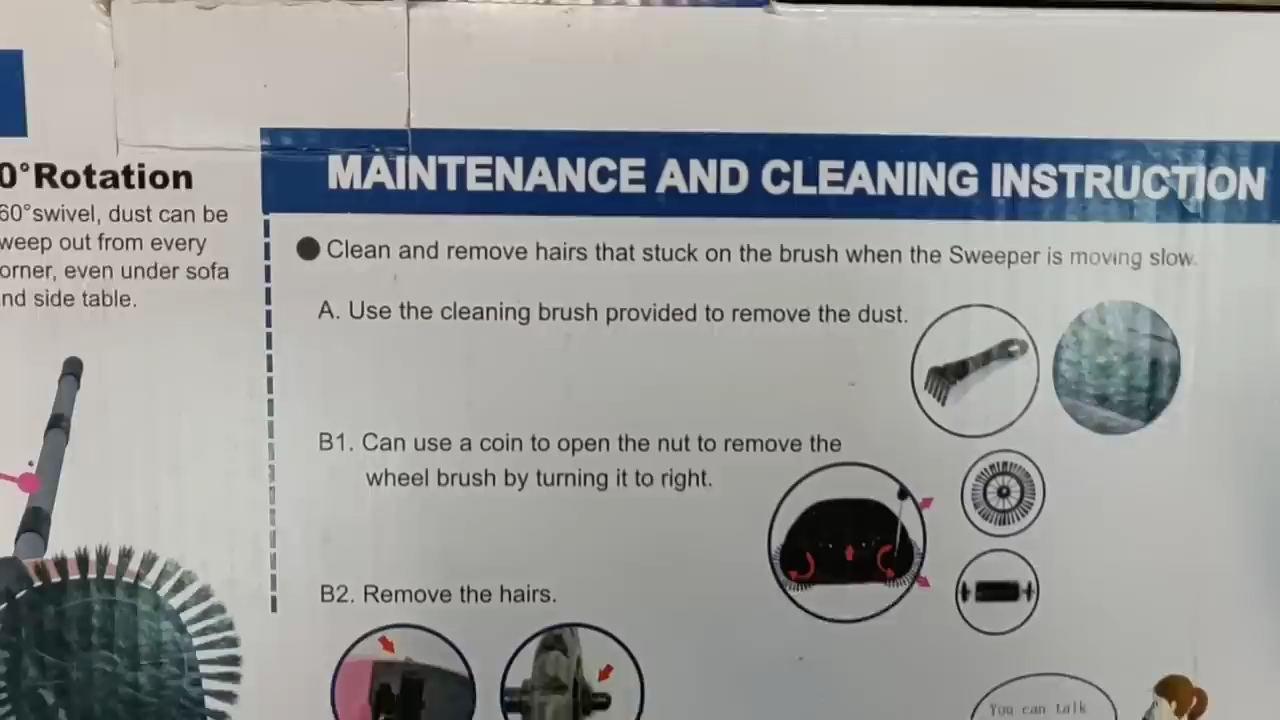 0°Rotation
60°swivel, dust can be
weep out from every
orner, even under sofa
nd side table.
MAINTENANCE AND CLEANING INSTRUCTION
Clean and remove hairs that stuck on the brush when the Sweeper is moving slow.
A. Use the cleaning brush provided to remove the dust.
B1. Can use a coin to open the nut to remove the
wheel brush by turning it to right.
B2. Remove the hairs.
You can talk